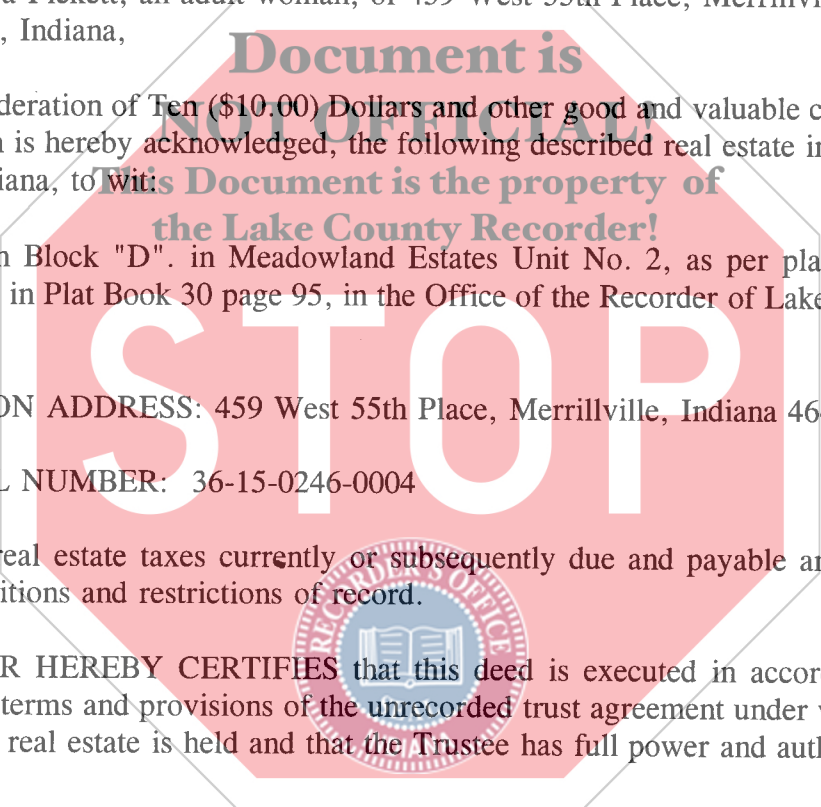 Pickett, an adult woman, of 459 West 55th Place,
, Indiana,
Document is
deration of Ten ($10.00) Dollars and other good and valuable c
NOT OFFICIAL!
is hereby acknowledged, the following described real estate in
iana, to wit:
This Document is the property of
the Lake County Recorder!
Block "D". in Meadowland Estates Unit No. 2, as per pla
in Plat Book 30 page 95, in the Office of the Recorder of Lake
STOP
ON ADDRESS: 459 West 55th Place, Merrillville, Indiana 46
L NUMBER: 36-15-0246-0004
real estate taxes currently or subsequently due and payable an
itions and restrictions of record.
RECORDER'S OFFICE
R HEREBY CERTIFIES that this deed is executed in accor
terms and provisions of the unrecorded trust agreement under
real estate is held and that the Trustee has full power and auth